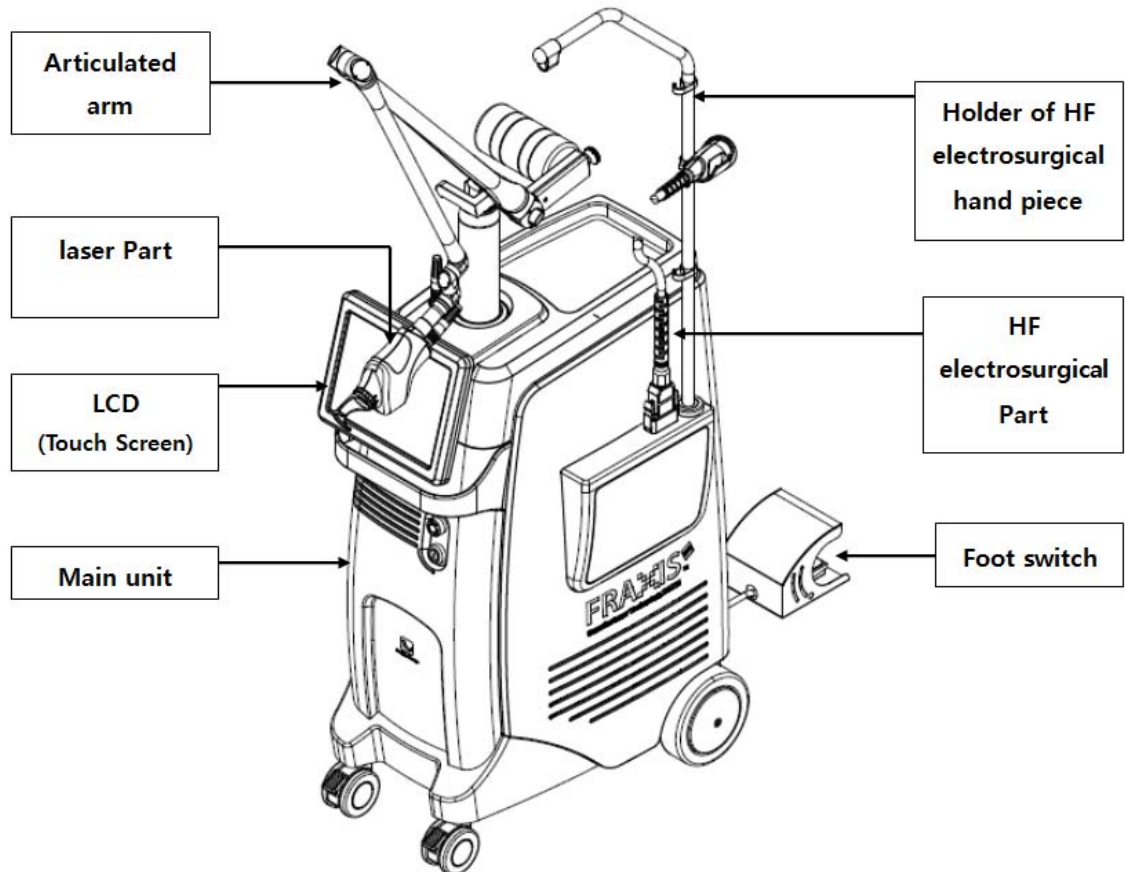 Articulated
arm
laser Part
LCD
(Touch Screen)
Main unit
Holder of HF
electrosurgical
hand piece
HF
electrosurgical
Part
Foot switch
FRAXIS